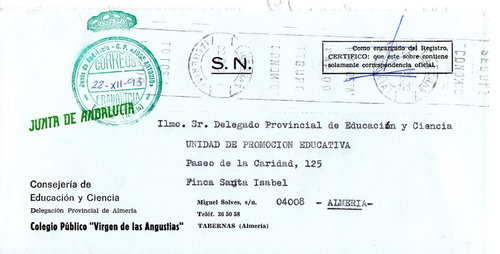 CORREOS
22-XII-93
FRANQUICIA
JUNTA DE ANDALUCIA
S.N.
Como encargado del Registro,
CERTIFICO: que este sobre contiene
solamente correspondencia oficial.
Ilmo. Sr. Delegado Provincial de Educación y Ciencia
UNIDAD DE PROMOCION EDUCATIVA
Paseo de la Caridad, 125
Finca Santa Isabel
04008 - ALMERIA-
Consejería de
Educación y Ciencia
Delegación Provincial de Almería
Colegio Público "Virgen de las Angustias"
Miguel Solves, s/n.
Teléf. 36 50 58
TABERNAS (Almería)